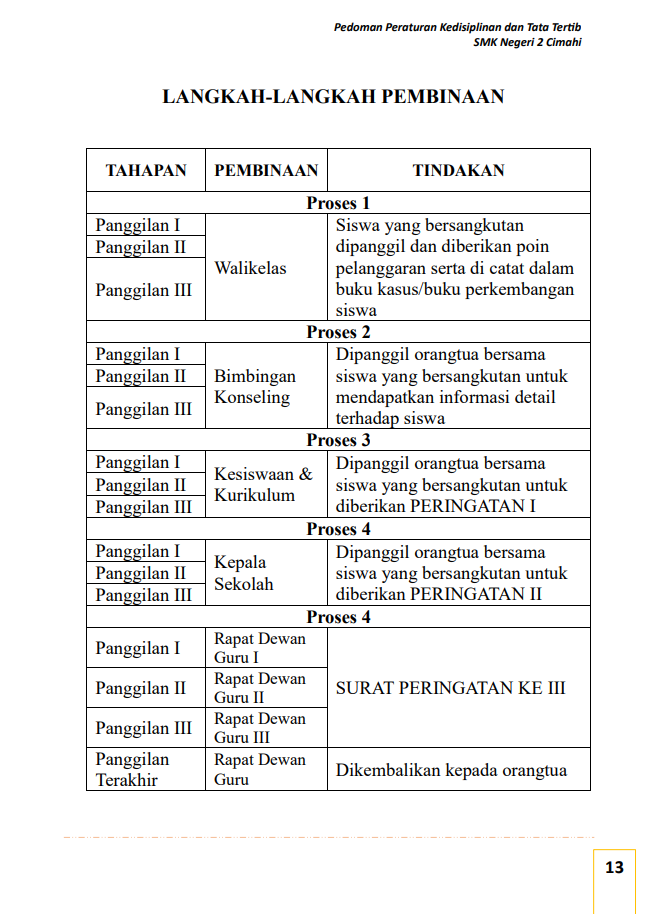 Pedoman Peraturan Kedisiplinan dan Tata Tertib
SMK Negeri 2 Cimahi
LANGKAH-LANGKAH PEMBINAAN
TAHAPAN PEMBINAAN TINDAKAN
Proses 1
Panggilan I
Panggilan II
Panggilan III
Walikelas
Siswa yang bersangkutan
dipanggil dan diberikan poin
pelanggaran serta di catat dalam
buku kasus/buku perkembangan
siswa
Proses 2
Panggilan I
Panggilan II
Panggilan III
Bimbingan
Konseling
Dipanggil orangtua bersama
siswa yang bersangkutan untuk
mendapatkan informasi detail
terhadap siswa
Proses 3
Panggilan I
Panggilan II
Panggilan III
Kesiswaan &
Kurikulum
Dipanggil orangtua bersama
siswa yang bersangkutan untuk
diberikan PERINGATAN I
Proses 4
Panggilan I
Panggilan II
Panggilan III
Kepala
Sekolah
Dipanggil orangtua bersama
siswa yang bersangkutan untuk
diberikan PERINGATAN II
Proses 4
Panggilan I
Rapat Dewan
Guru I
Panggilan II
Rapat Dewan
Guru II
Panggilan III
Rapat Dewan
Guru III
SURAT PERINGATAN KE III
Panggilan
Terakhir
Rapat Dewan
Guru
Dikembalikan kepada orangtua
13